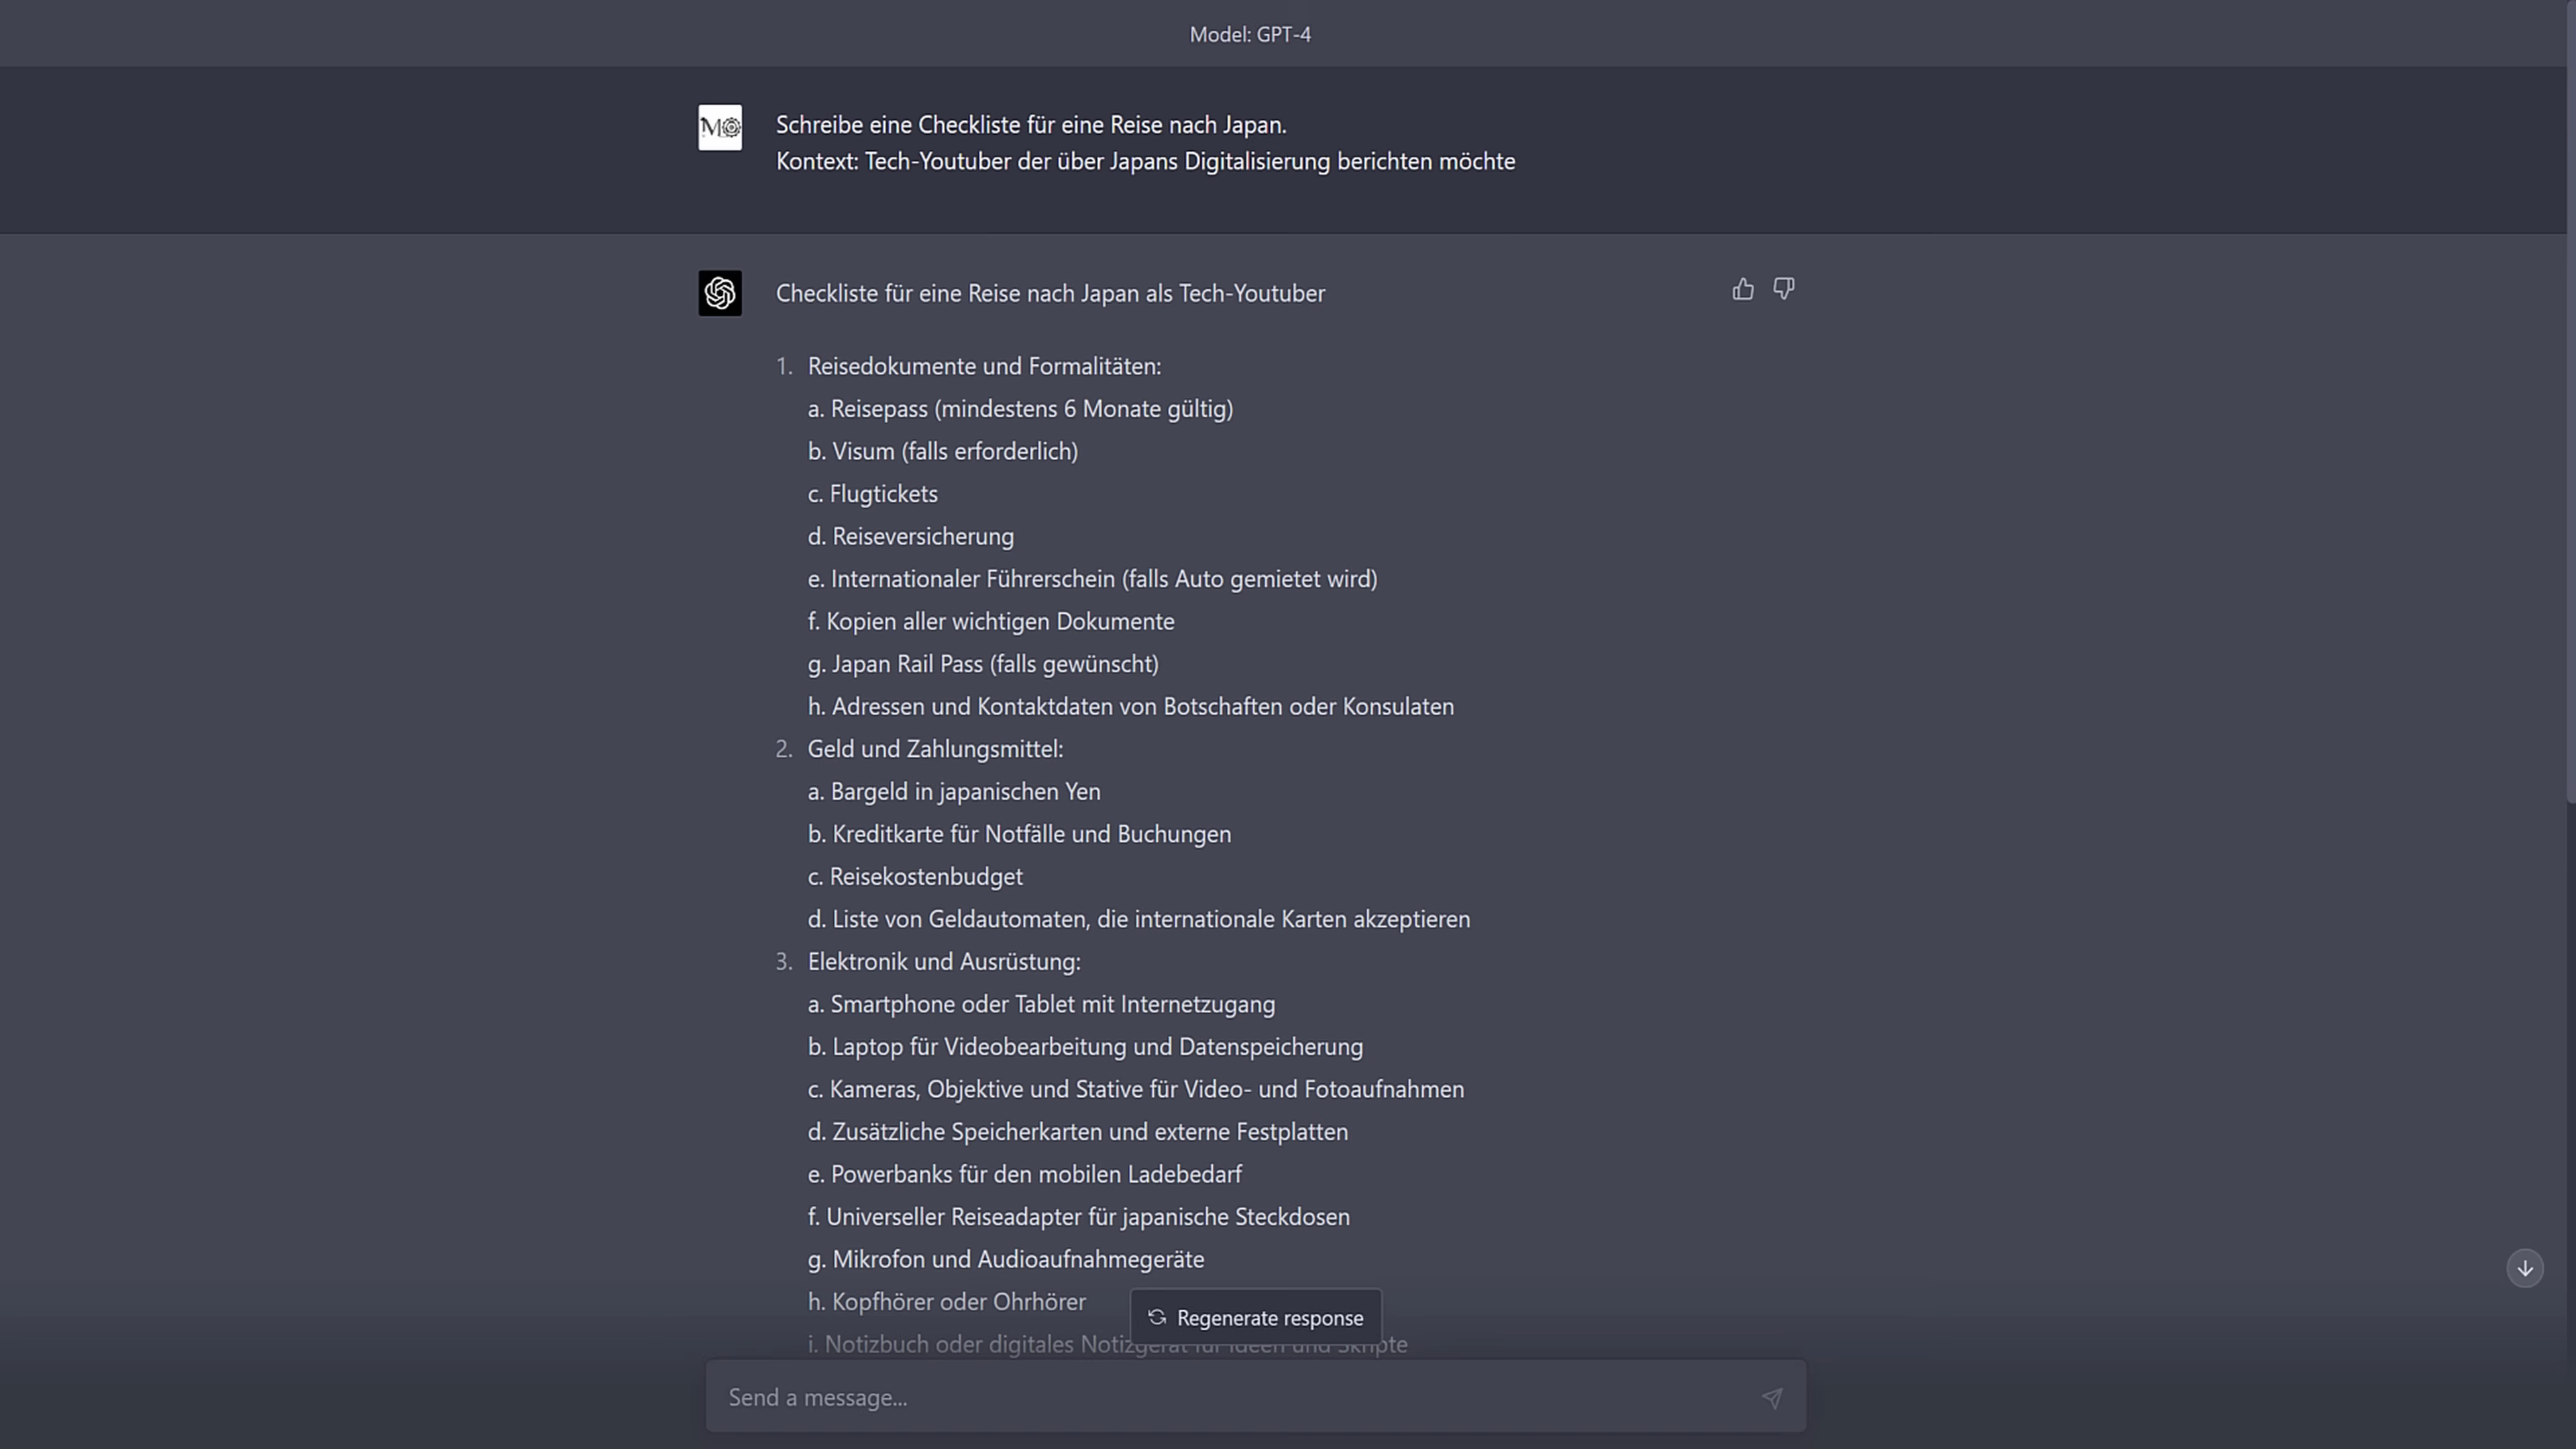 Model: GPT-4
Schreibe eine Checkliste für eine Reise nach Japan.
Kontext: Tech-Youtuber der über Japans Digitalisierung berichten möchte
Checkliste für eine Reise nach Japan als Tech-Youtuber
1. Reisedokumente und Formalitäten:
a. Reisepass (mindestens 6 Monate gültig)
b. Visum (falls erforderlich)
c. Flugtickets
d. Reiseversicherung
e. Internationaler Führerschein (falls Auto gemietet wird)
f. Kopien aller wichtigen Dokumente
g. Japan Rail Pass (falls gewünscht)
h. Adressen und Kontaktdaten von Botschaften oder Konsulaten
2. Geld und Zahlungsmittel:
a. Bargeld in japanischen Yen
b. Kreditkarte für Notfälle und Buchungen
c. Reisekostenbudget
d. Liste von Geldautomaten, die internationale Karten akzeptieren
3. Elektronik und Ausrüstung:
a. Smartphone oder Tablet mit Internetzugang
b. Laptop für Videobearbeitung und Datenspeicherung
c. Kameras, Objektive und Stative für Video- und Fotoaufnahmen
d. Zusätzliche Speicherkarten und externe Festplatten
e. Powerbanks für den mobilen Ladebedarf
f. Universeller Reiseadapter für japanische Steckdosen
g. Mikrofon und Audioaufnahmegeräte
h. Kopfhörer oder Ohrhörer
Regenerate response
i. Notizbuch oder digitales Notizgerät für Ideen und Skripte
Send a message...